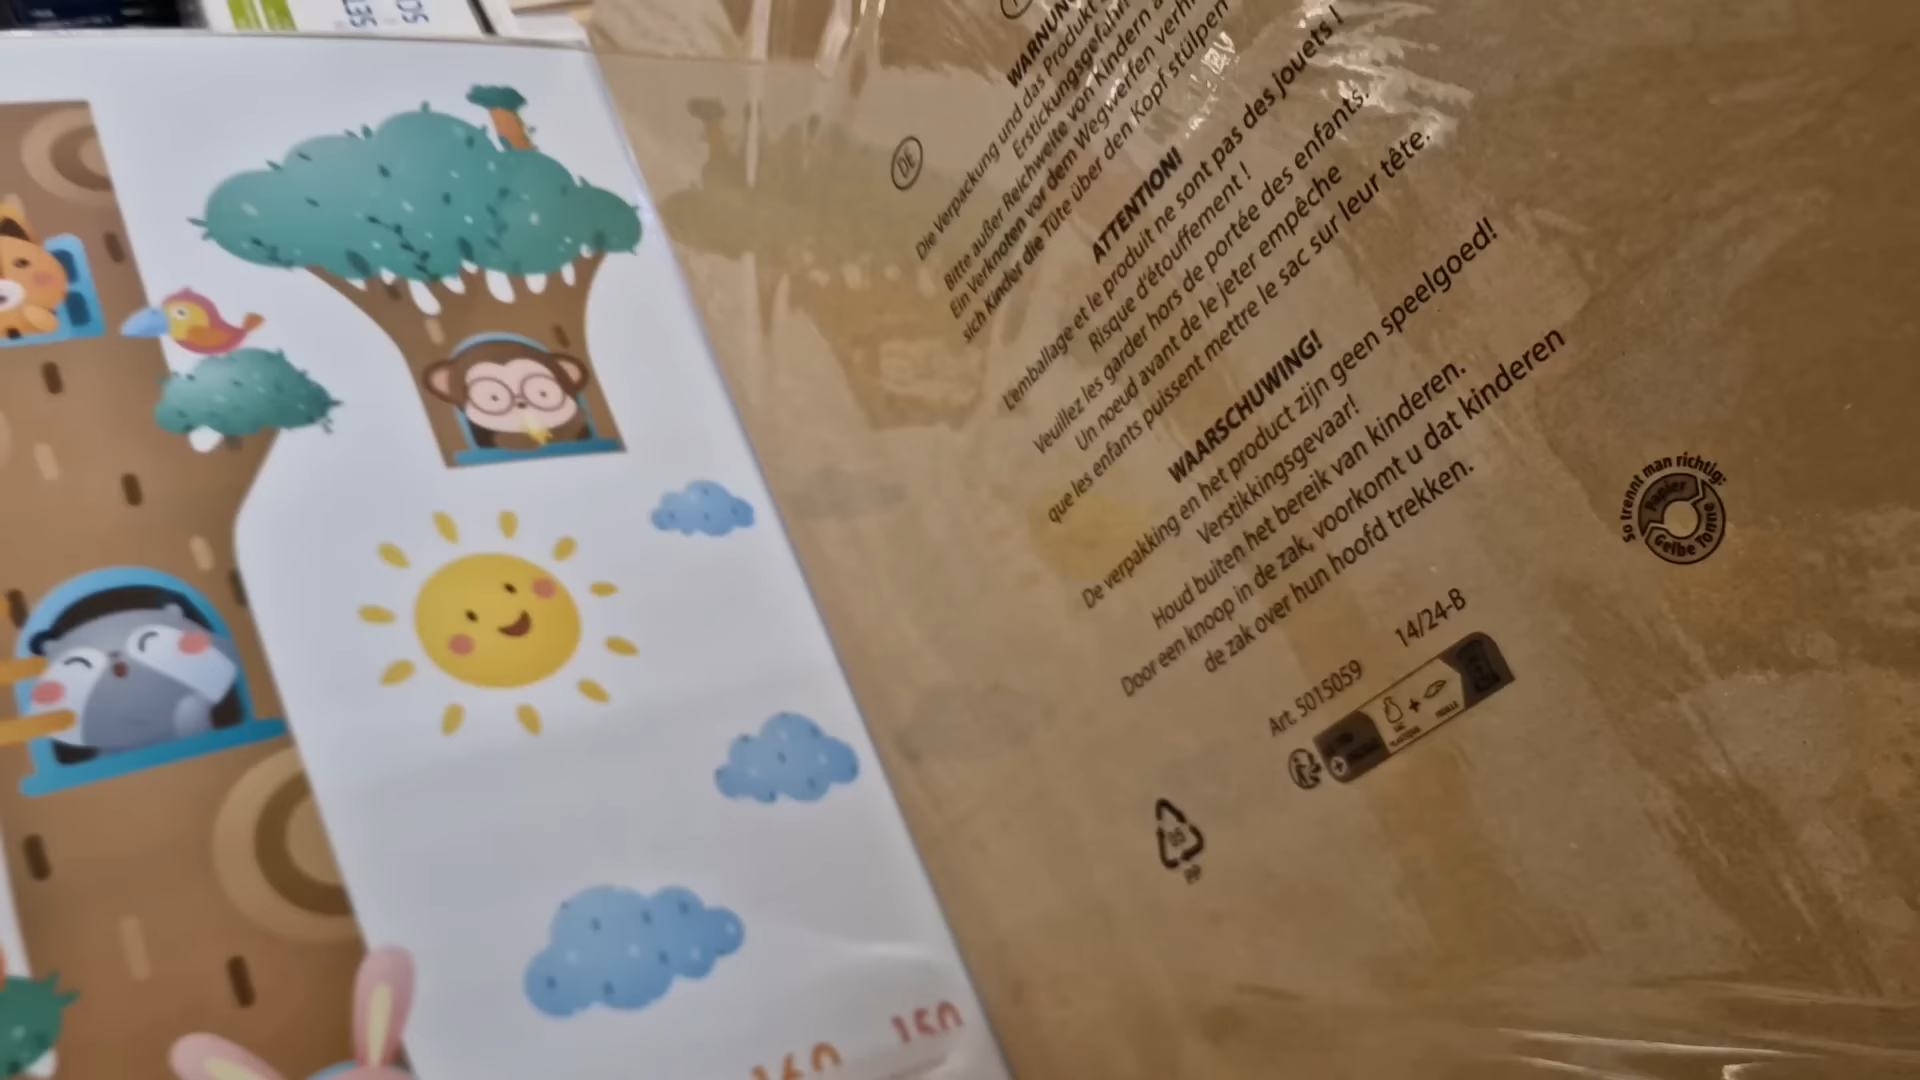 DE
WARNUNG
Die Verpackung und das Produkt
Erstickungsgefahr
Bitte außer Reichweite von Kindern
Ein Verknoten vor dem Wegwerfen
sich Kinder die Tüte über den Kopf stülpen
ATTENTION!
L'emballage et le produit ne sont pas des jouets !
Risque d'étouffement !
Veuillez les garder hors de portée des enfants.
Un noeud avant de le jeter empêche
que les enfants puissent mettre le sac sur leur tête.
WAARSCHUWING!
De verpakking en het product zijn geen speelgoed!
Verstikkingsgevaar!
Houd buiten het bereik van kinderen.
Door een knoop in de zak, voorkomt u dat kinderen
de zak over hun hoofd trekken.
Art. 5015059
14/24-B
So trennt man richtig:
Papier
Gelbe Tonne
05
PP
150
160